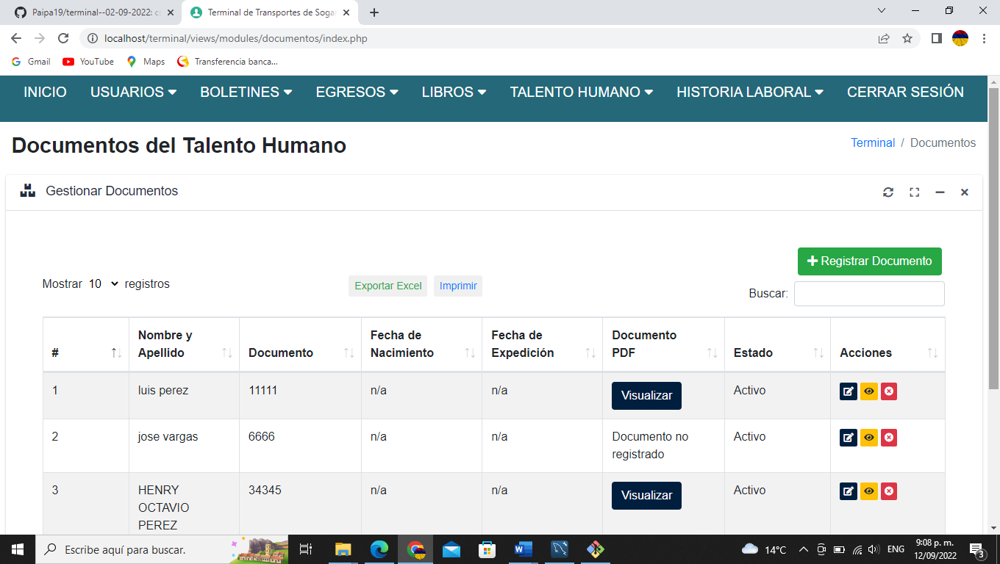 Paipa19/terminal--02-09-2022: c
Terminal de Transportes de Sogar
localhost/terminal/views/modules/documentos/index.php
Gmail YouTube Maps Transferencia banca...
INICIO USUARIOS BOLETINES EGRESOS LIBROS TALENTO HUMANO HISTORIA LABORAL CERRAR SESIÓN
Documentos del Talento Humano
Terminal / Documentos
Gestionar Documentos
Registrar Documento
Mostrar 10 registros
Exportar Excel Imprimir
Buscar:
# Nombre y Apellido Documento Fecha de Nacimiento Fecha de Expedición Documento PDF Estado Acciones
1 luis perez 11111 n/a n/a Visualizar Activo
2 jose vargas 6666 n/a n/a Documento no registrado Activo
3 HENRY OCTAVIO PEREZ 34345 n/a n/a Visualizar Activo
Escribe aquí para buscar.
14°C
ENG
9:08 p. m.
12/09/2022
3